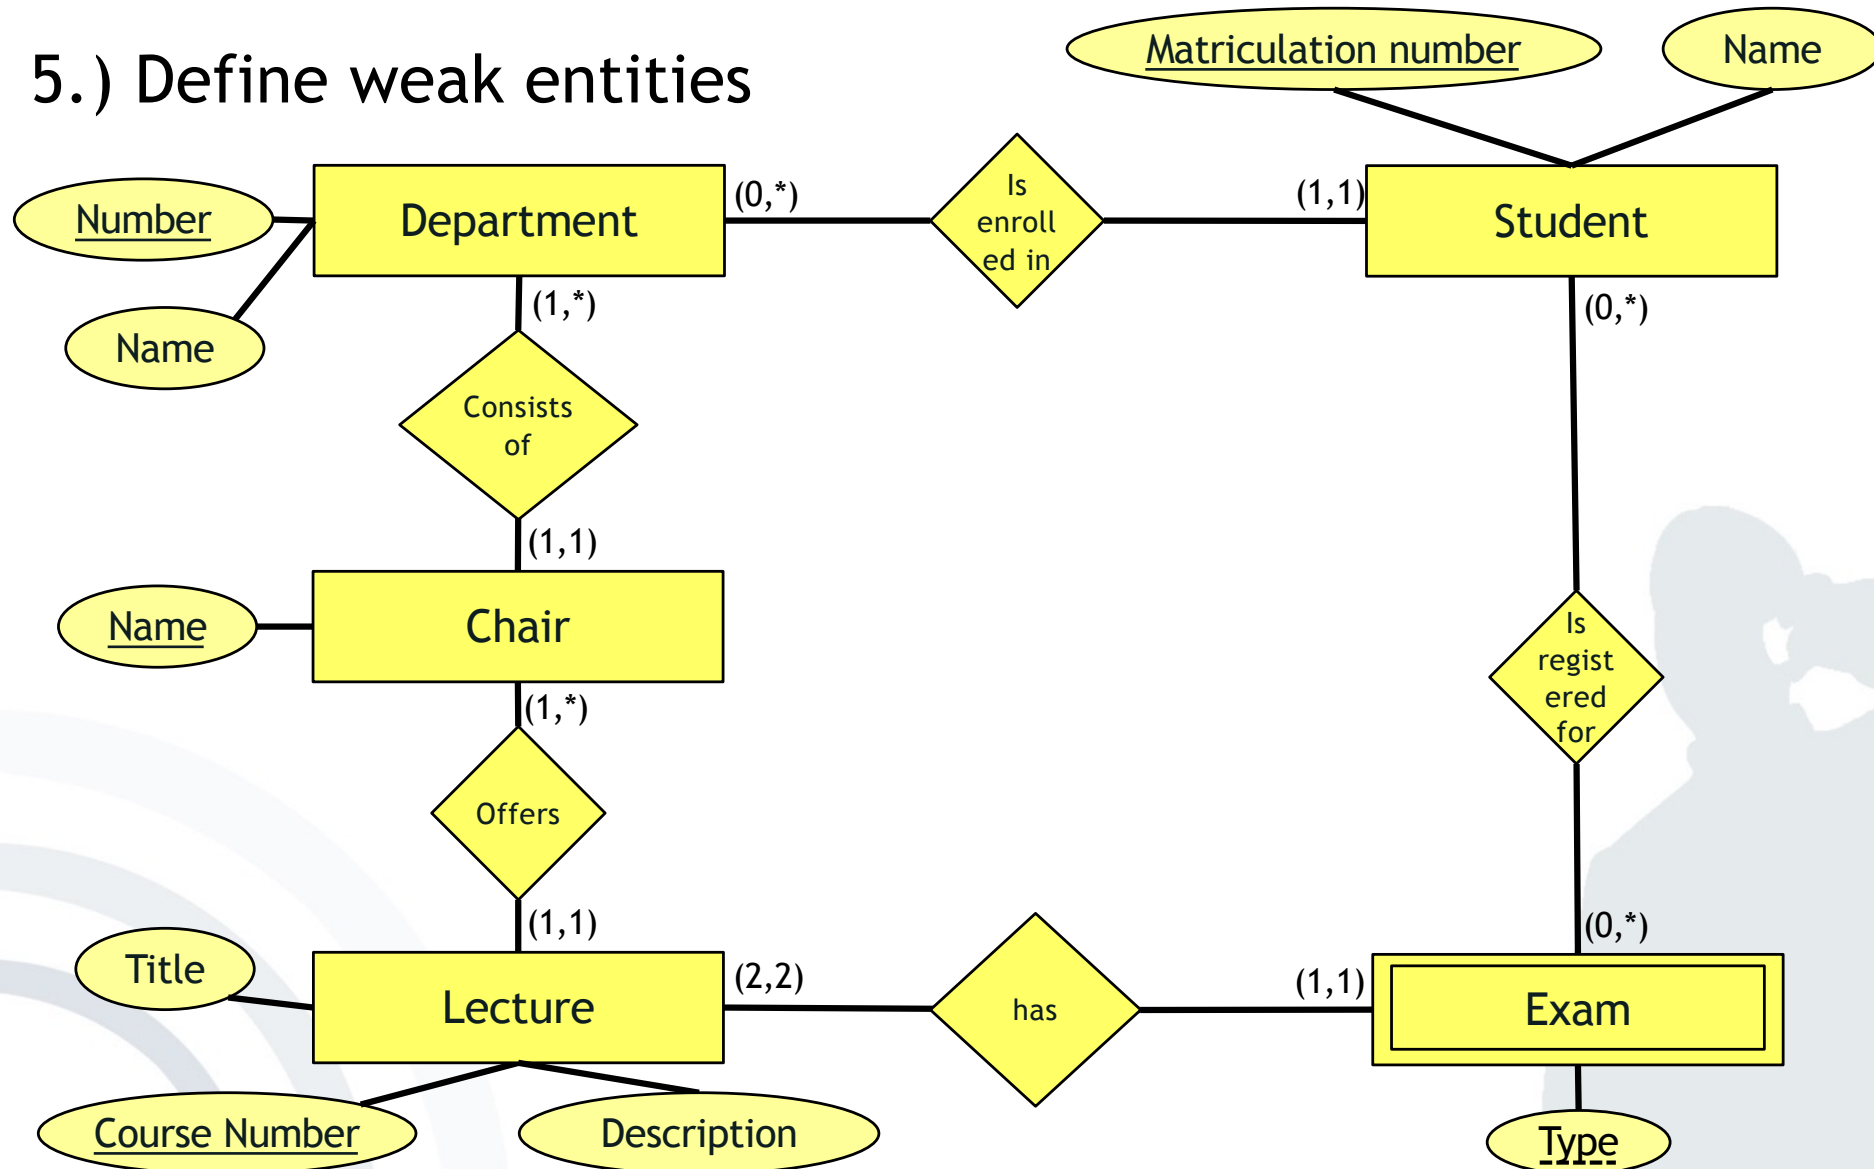 5.) Define weak entities
Matriculation number
Name
Number
Department
(0,*)
Is
enroll
ed in
(1,1)
Student
Name
(1,*)
(0,*)
Consists
of
(1,1)
Name
Chair
Is
regist
ered
for
(1,*)
Offers
(1,1)
(0,*)
Title
Lecture
(2,2)
has
(1,1)
Exam
Course Number
Description
Type